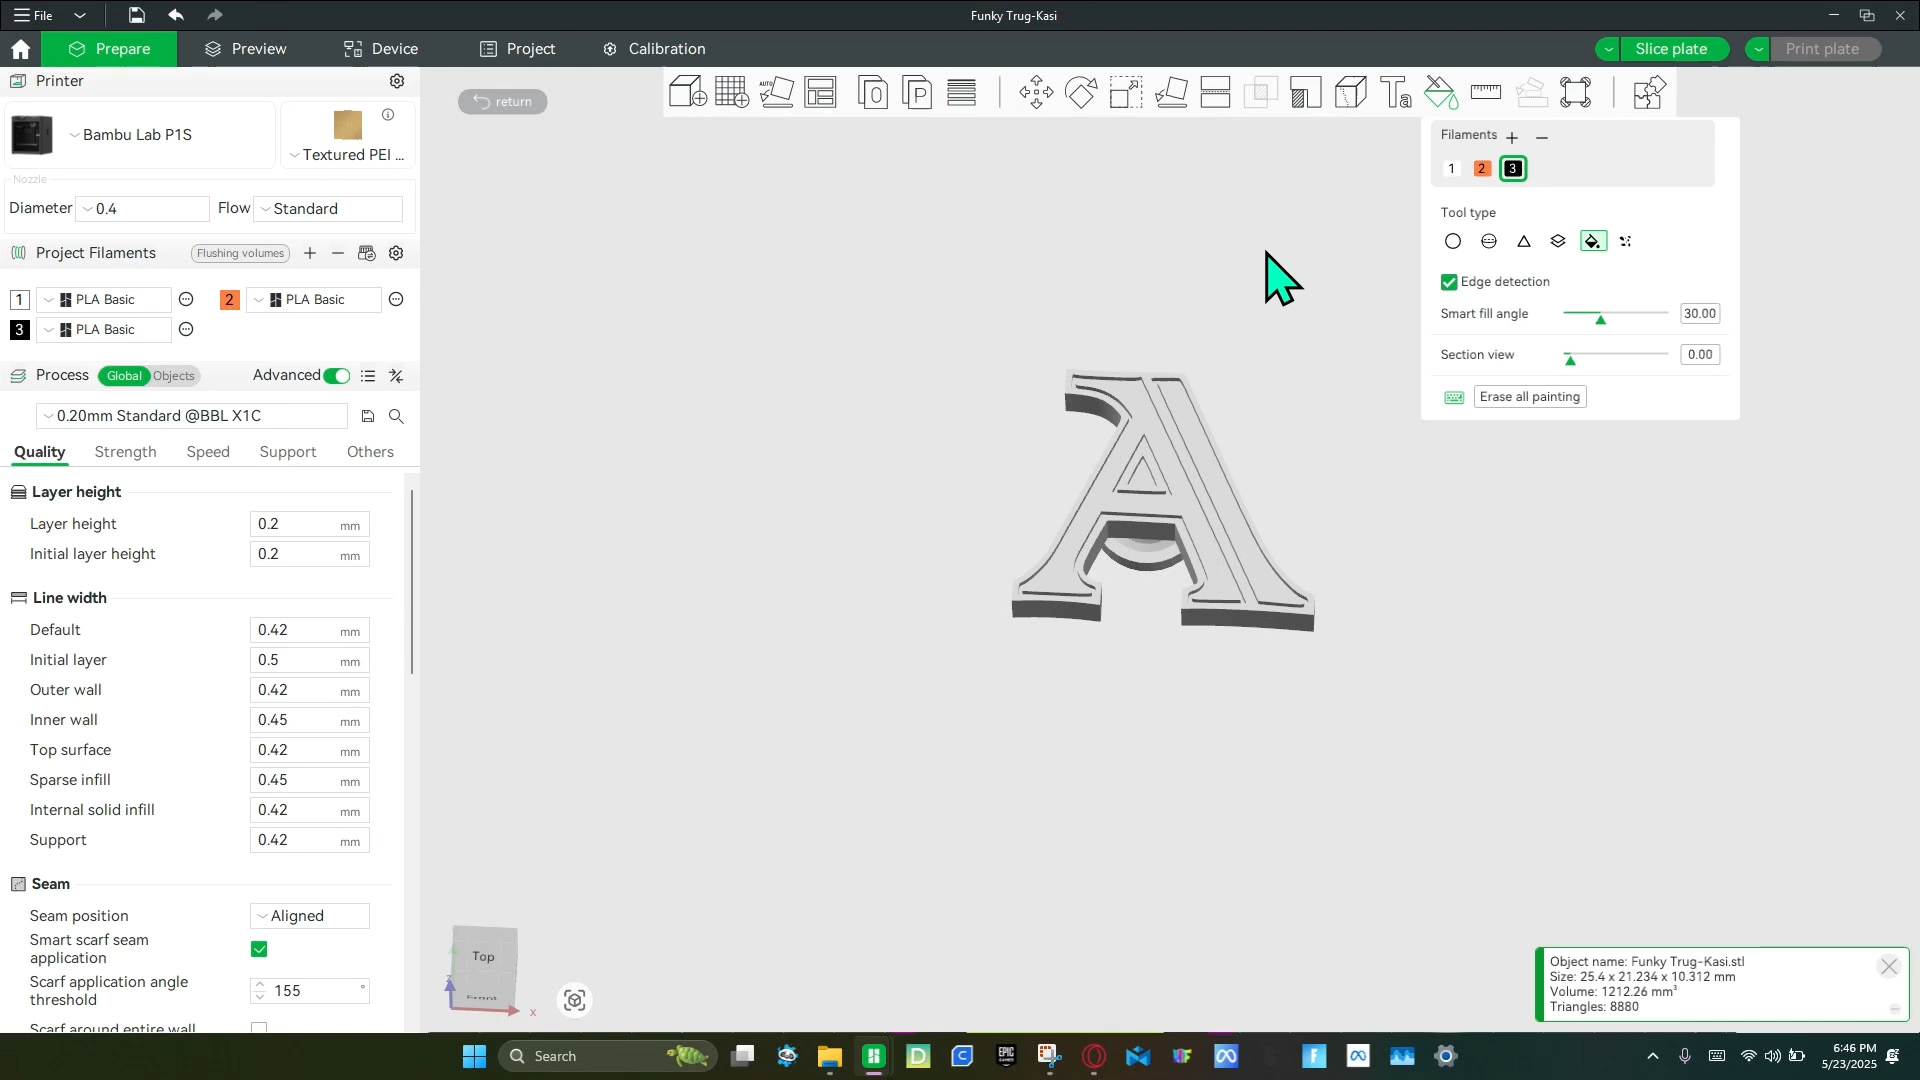 File
Funky Trug-Kasi
Prepare
Preview
Device
Project
Calibration
Slice plate
Print plate
Printer
return
Bambu Lab P1S
Textured PEI ...
Nozzle
Diameter 0.4 Flow Standard
Project Filaments Flushing volumes
1 PLA Basic 2 PLA Basic
3 PLA Basic
Process Global Objects Advanced
0.20mm Standard @BBL X1C
Quality Strength Speed Support Others
Layer height
Layer height 0.2 mm
Initial layer height 0.2 mm
Line width
Default 0.42 mm
Initial layer 0.5 mm
Outer wall 0.42 mm
Inner wall 0.45 mm
Top surface 0.42 mm
Sparse infill 0.45 mm
Internal solid infill 0.42 mm
Support 0.42 mm
Seam
Seam position Aligned
Smart scarf seam
application
Scarf application angle
threshold 155 °
Scarf around entire wall
AUTO
O
P
Ta
Filaments
1 2 3
Tool type
Edge detection
Smart fill angle 30.00
Section view 0.00
Erase all painting
A
Top
Front
z
x
Object name: Funky Trug-Kasi.stl
Size: 25.4 x 21.234 x 10.312 mm
Volume: 1212.26 mm³
Triangles: 8880
Search
D
C
EPIC
GAMES
F
6:46 PM
5/23/2025